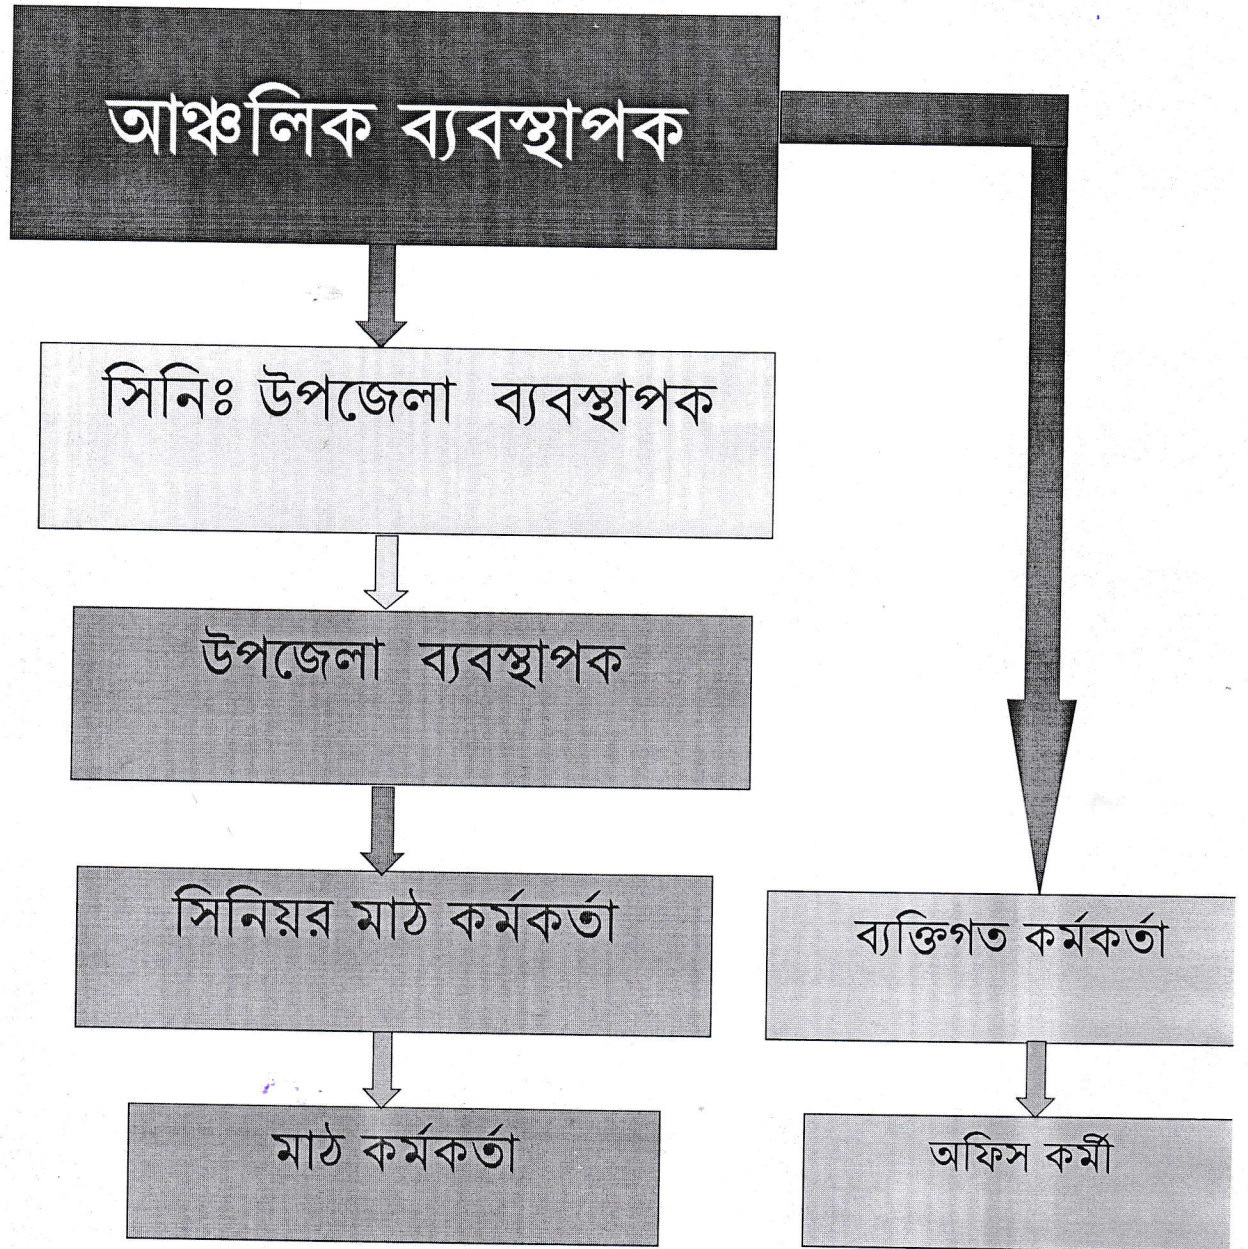 আঞ্চলিক ব্যবস্থাপক
সিনিঃ উপজেলা ব্যবস্থাপক
উপজেলা ব্যবস্থাপক
সিনিয়র মাঠ কর্মকর্তা
ব্যক্তিগত কর্মকর্তা
মাঠ কর্মকর্তা
অফিস কর্মী